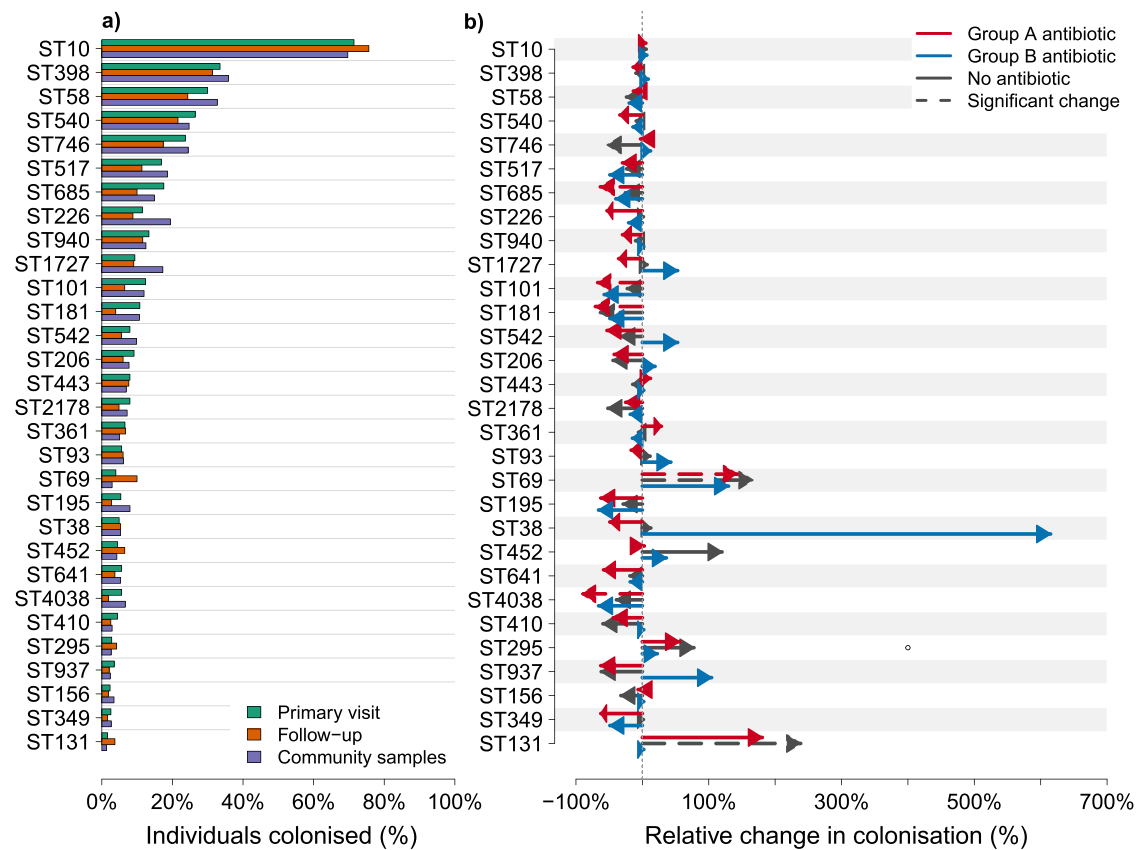 a)
ST10
ST398
ST58
ST540
ST746
ST517
ST685
ST226
ST940
ST1727
ST101
ST181
ST542
ST206
ST443
ST2178
ST361
ST93
ST69
ST195
ST38
ST452
ST641
ST4038
ST410
ST295
ST937
ST156
ST349
ST131
Primary visit
Follow−up
Community samples
0% 20% 40% 60% 80% 100%
Individuals colonised (%)
b)
Group A antibiotic
Group B antibiotic
No antibiotic
Significant change
ST10
ST398
ST58
ST540
ST746
ST517
ST685
ST226
ST940
ST1727
ST101
ST181
ST542
ST206
ST443
ST2178
ST361
ST93
ST69
ST195
ST38
ST452
ST641
ST4038
ST410
ST295
ST937
ST156
ST349
ST131
−100% 100% 300% 500% 700%
Relative change in colonisation (%)